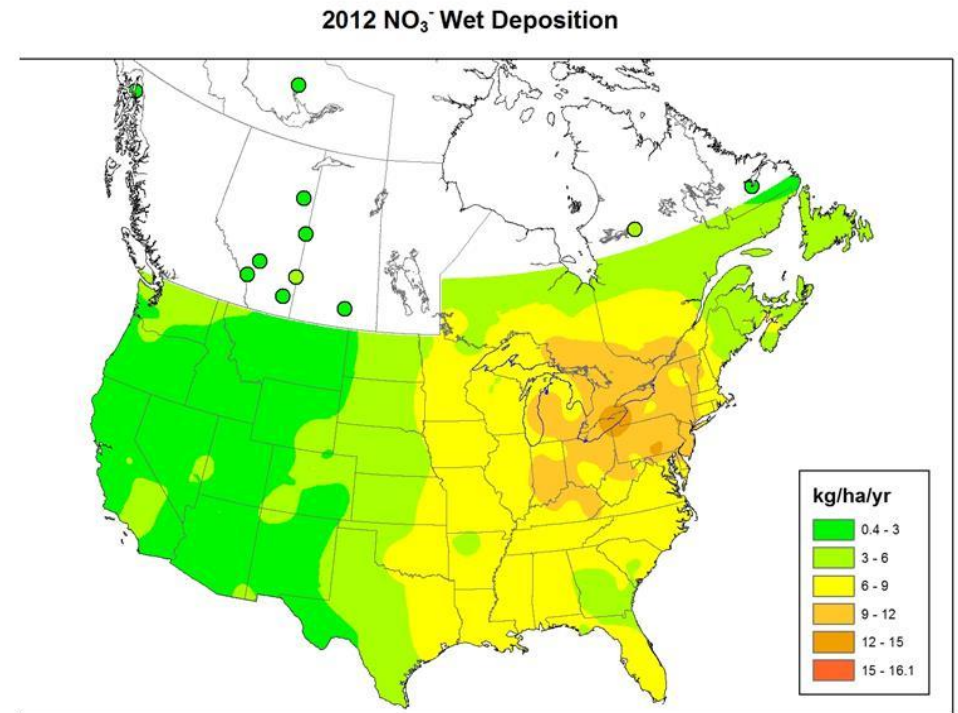 2012 NO₃⁻ Wet Deposition
kg/ha/yr
0.4 - 3
3 - 6
6 - 9
9 - 12
12 - 15
15 - 16.1